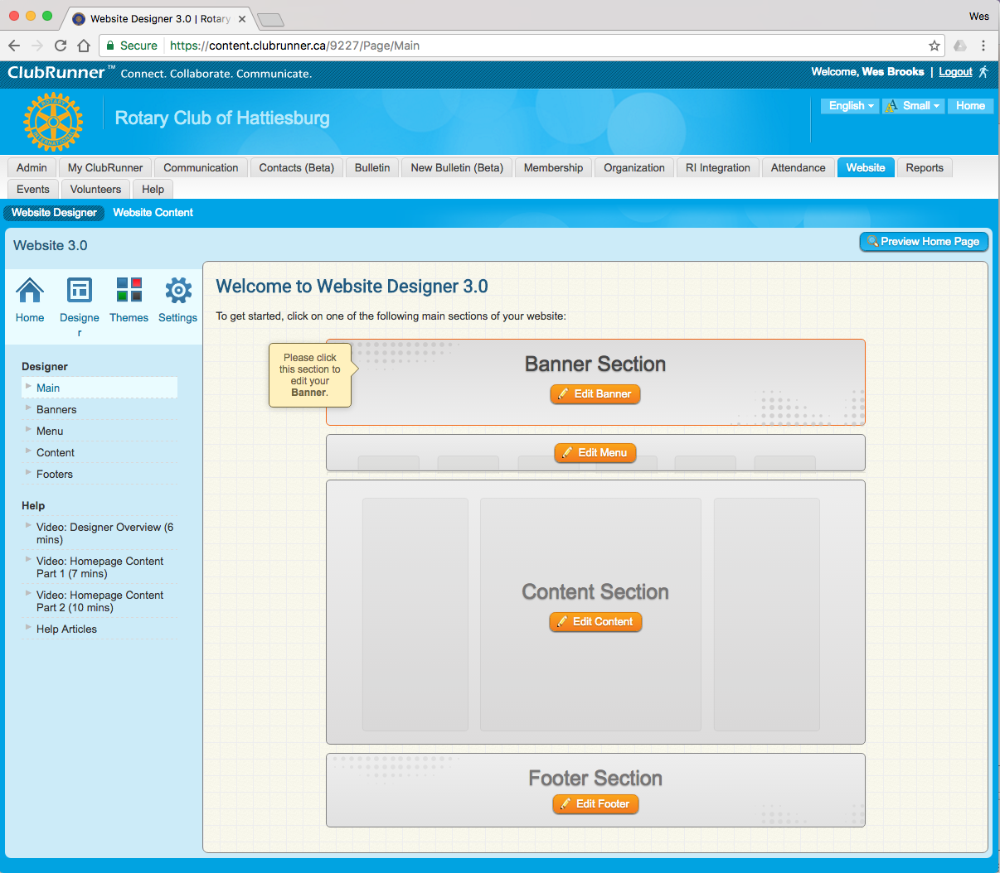 Website Designer 3.0 | Rotary
Wes
Secure https://content.clubrunner.ca/9227/Page/Main
ClubRunner™ Connect. Collaborate. Communicate.
Welcome, Wes Brooks | Logout
ROTARY
INTERNATIONAL
Rotary Club of Hattiesburg
English
A Small
Home
Admin My ClubRunner Communication Contacts (Beta) Bulletin New Bulletin (Beta) Membership Organization RI Integration Attendance Website Reports
Events Volunteers Help
Website Designer Website Content
Website 3.0
Preview Home Page
Home
Designe
r
Themes
Settings
Designer
Main
Banners
Menu
Content
Footers
Help
Video: Designer Overview (6
mins)
Video: Homepage Content
Part 1 (7 mins)
Video: Homepage Content
Part 2 (10 mins)
Help Articles
Welcome to Website Designer 3.0
To get started, click on one of the following main sections of your website:
Please click
this section to
edit your
Banner.
Banner Section
Edit Banner
Edit Menu
Content Section
Edit Content
Footer Section
Edit Footer